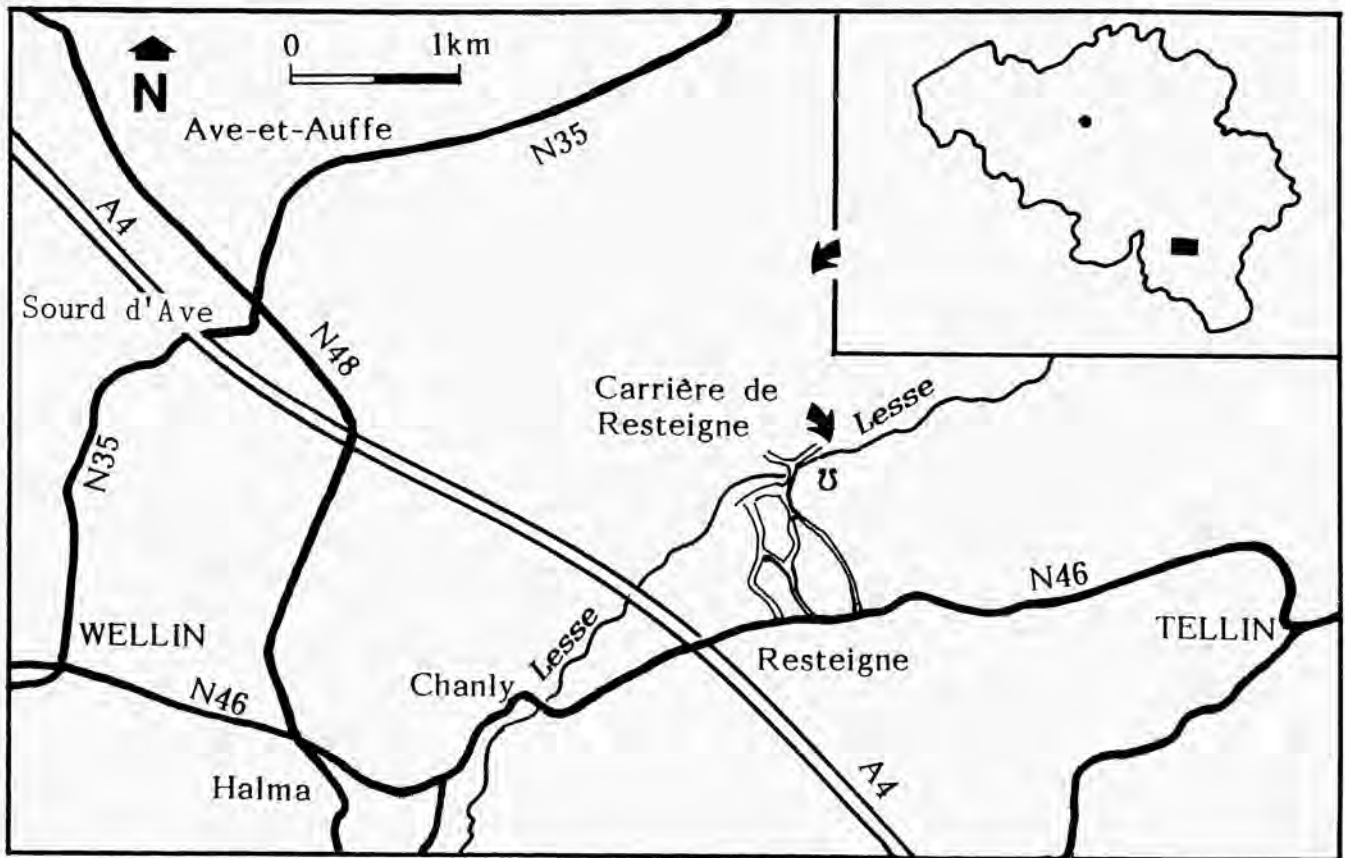 0 1km
N
Ave-et-Auffe
N35
A4
Sourd d'Ave
N48
Carrière de
Resteigne
Lesse
N35
N46
WELLIN
Lesse
TELLIN
Resteigne
Chanly
N46
A4
Halma